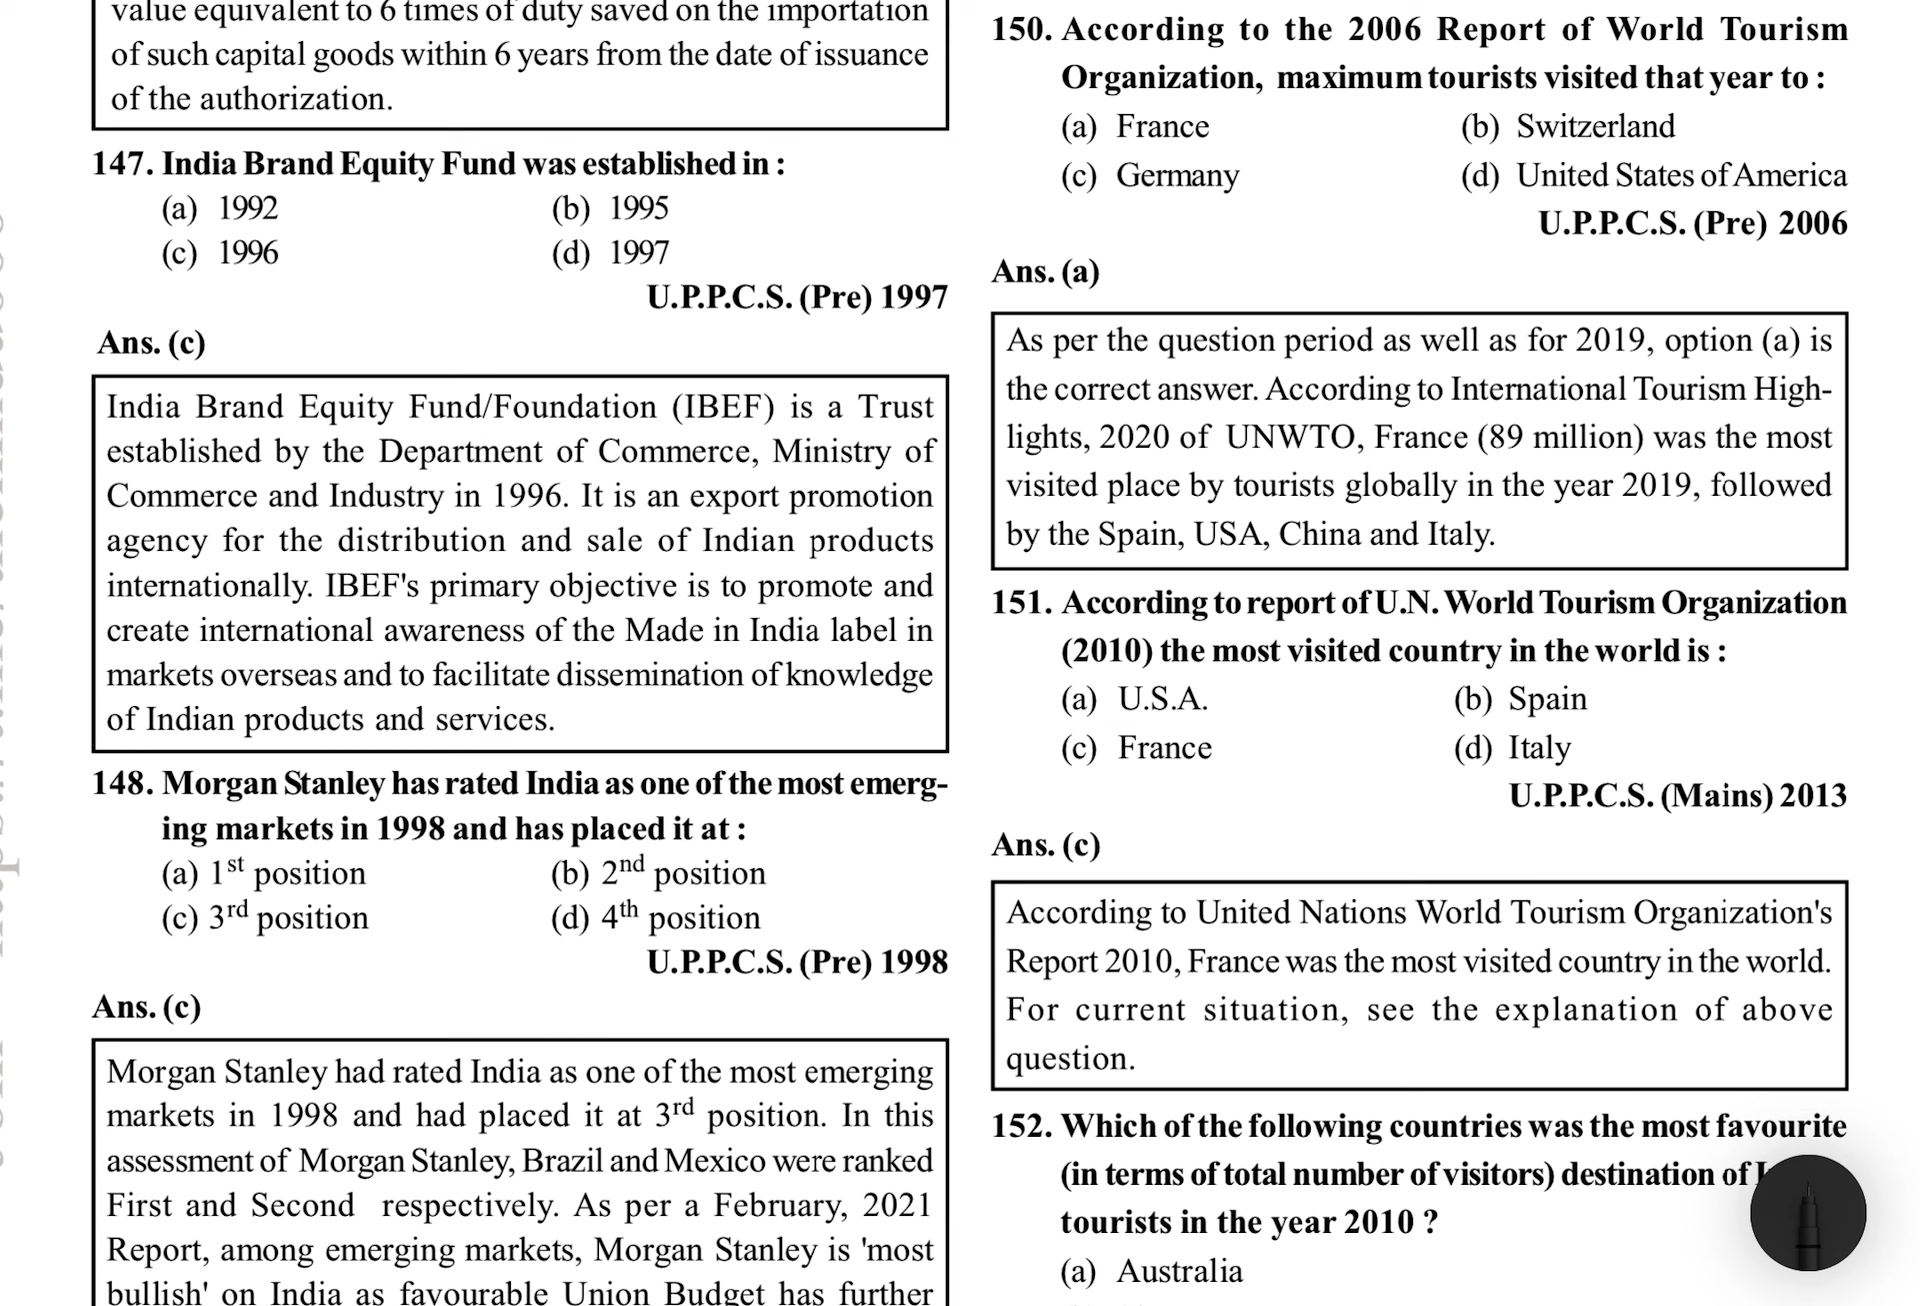 value equivalent to 6 times of duty saved on the importation
of such capital goods within 6 years from the date of issuance
of the authorization.
147. India Brand Equity Fund was established in :
(a) 1992 (b) 1995
(c) 1996 (d) 1997
U.P.P.C.S. (Pre) 1997
Ans. (c)
India Brand Equity Fund/Foundation (IBEF) is a Trust
established by the Department of Commerce, Ministry of
Commerce and Industry in 1996. It is an export promotion
agency for the distribution and sale of Indian products
internationally. IBEF's primary objective is to promote and
create international awareness of the Made in India label in
markets overseas and to facilitate dissemination of knowledge
of Indian products and services.
148. Morgan Stanley has rated India as one of the most emerg-
ing markets in 1998 and has placed it at :
(a) 1st position (b) 2nd position
(c) 3rd position (d) 4th position
U.P.P.C.S. (Pre) 1998
Ans. (c)
Morgan Stanley had rated India as one of the most emerging
markets in 1998 and had placed it at 3rd position. In this
assessment of Morgan Stanley, Brazil and Mexico were ranked
First and Second respectively. As per a February, 2021
Report, among emerging markets, Morgan Stanley is 'most
bullish' on India as favourable Union Budget has further
150. According to the 2006 Report of World Tourism
Organization, maximum tourists visited that year to :
(a) France (b) Switzerland
(c) Germany (d) United States of America
U.P.P.C.S. (Pre) 2006
Ans. (a)
As per the question period as well as for 2019, option (a) is
the correct answer. According to International Tourism High-
lights, 2020 of UNWTO, France (89 million) was the most
visited place by tourists globally in the year 2019, followed
by the Spain, USA, China and Italy.
151. According to report of U.N. World Tourism Organization
(2010) the most visited country in the world is :
(a) U.S.A. (b) Spain
(c) France (d) Italy
U.P.P.C.S. (Mains) 2013
Ans. (c)
According to United Nations World Tourism Organization's
Report 2010, France was the most visited country in the world.
For current situation, see the explanation of above
question.
152. Which of the following countries was the most favourite
(in terms of total number of visitors) destination of
tourists in the year 2010 ?
(a) Australia